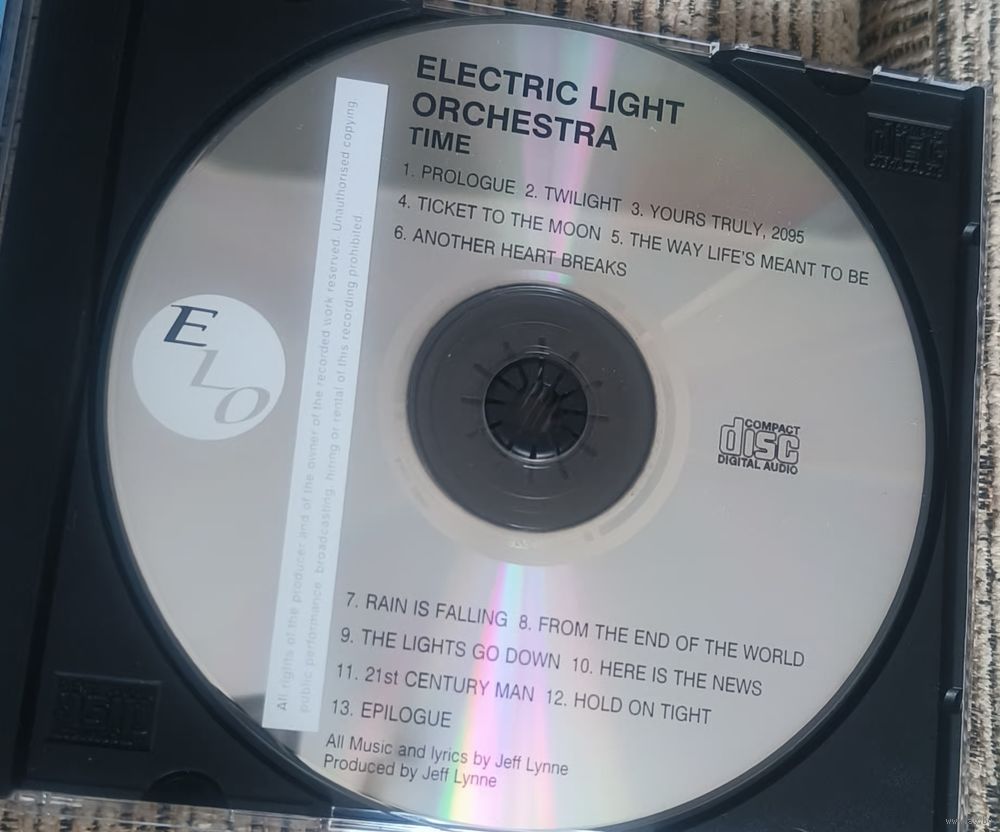 ELECTRIC LIGHT
ORCHESTRA
TIME
1. PROLOGUE 2. TWILIGHT 3. YOURS TRULY, 2095
4. TICKET TO THE MOON 5. THE WAY LIFE'S MEANT TO BE
6. ANOTHER HEART BREAKS
All rights of the producer and of the owner of the recorded work reserved. Unauthorised copying,
public performance, broadcasting, hiring or rental of this recording prohibited.
E
L
O
COMPACT
disc
DIGITAL AUDIO
7. RAIN IS FALLING 8. FROM THE END OF THE WORLD
9. THE LIGHTS GO DOWN 10. HERE IS THE NEWS
11. 21st CENTURY MAN 12. HOLD ON TIGHT
13. EPILOGUE
All Music and lyrics by Jeff Lynne
Produced by Jeff Lynne